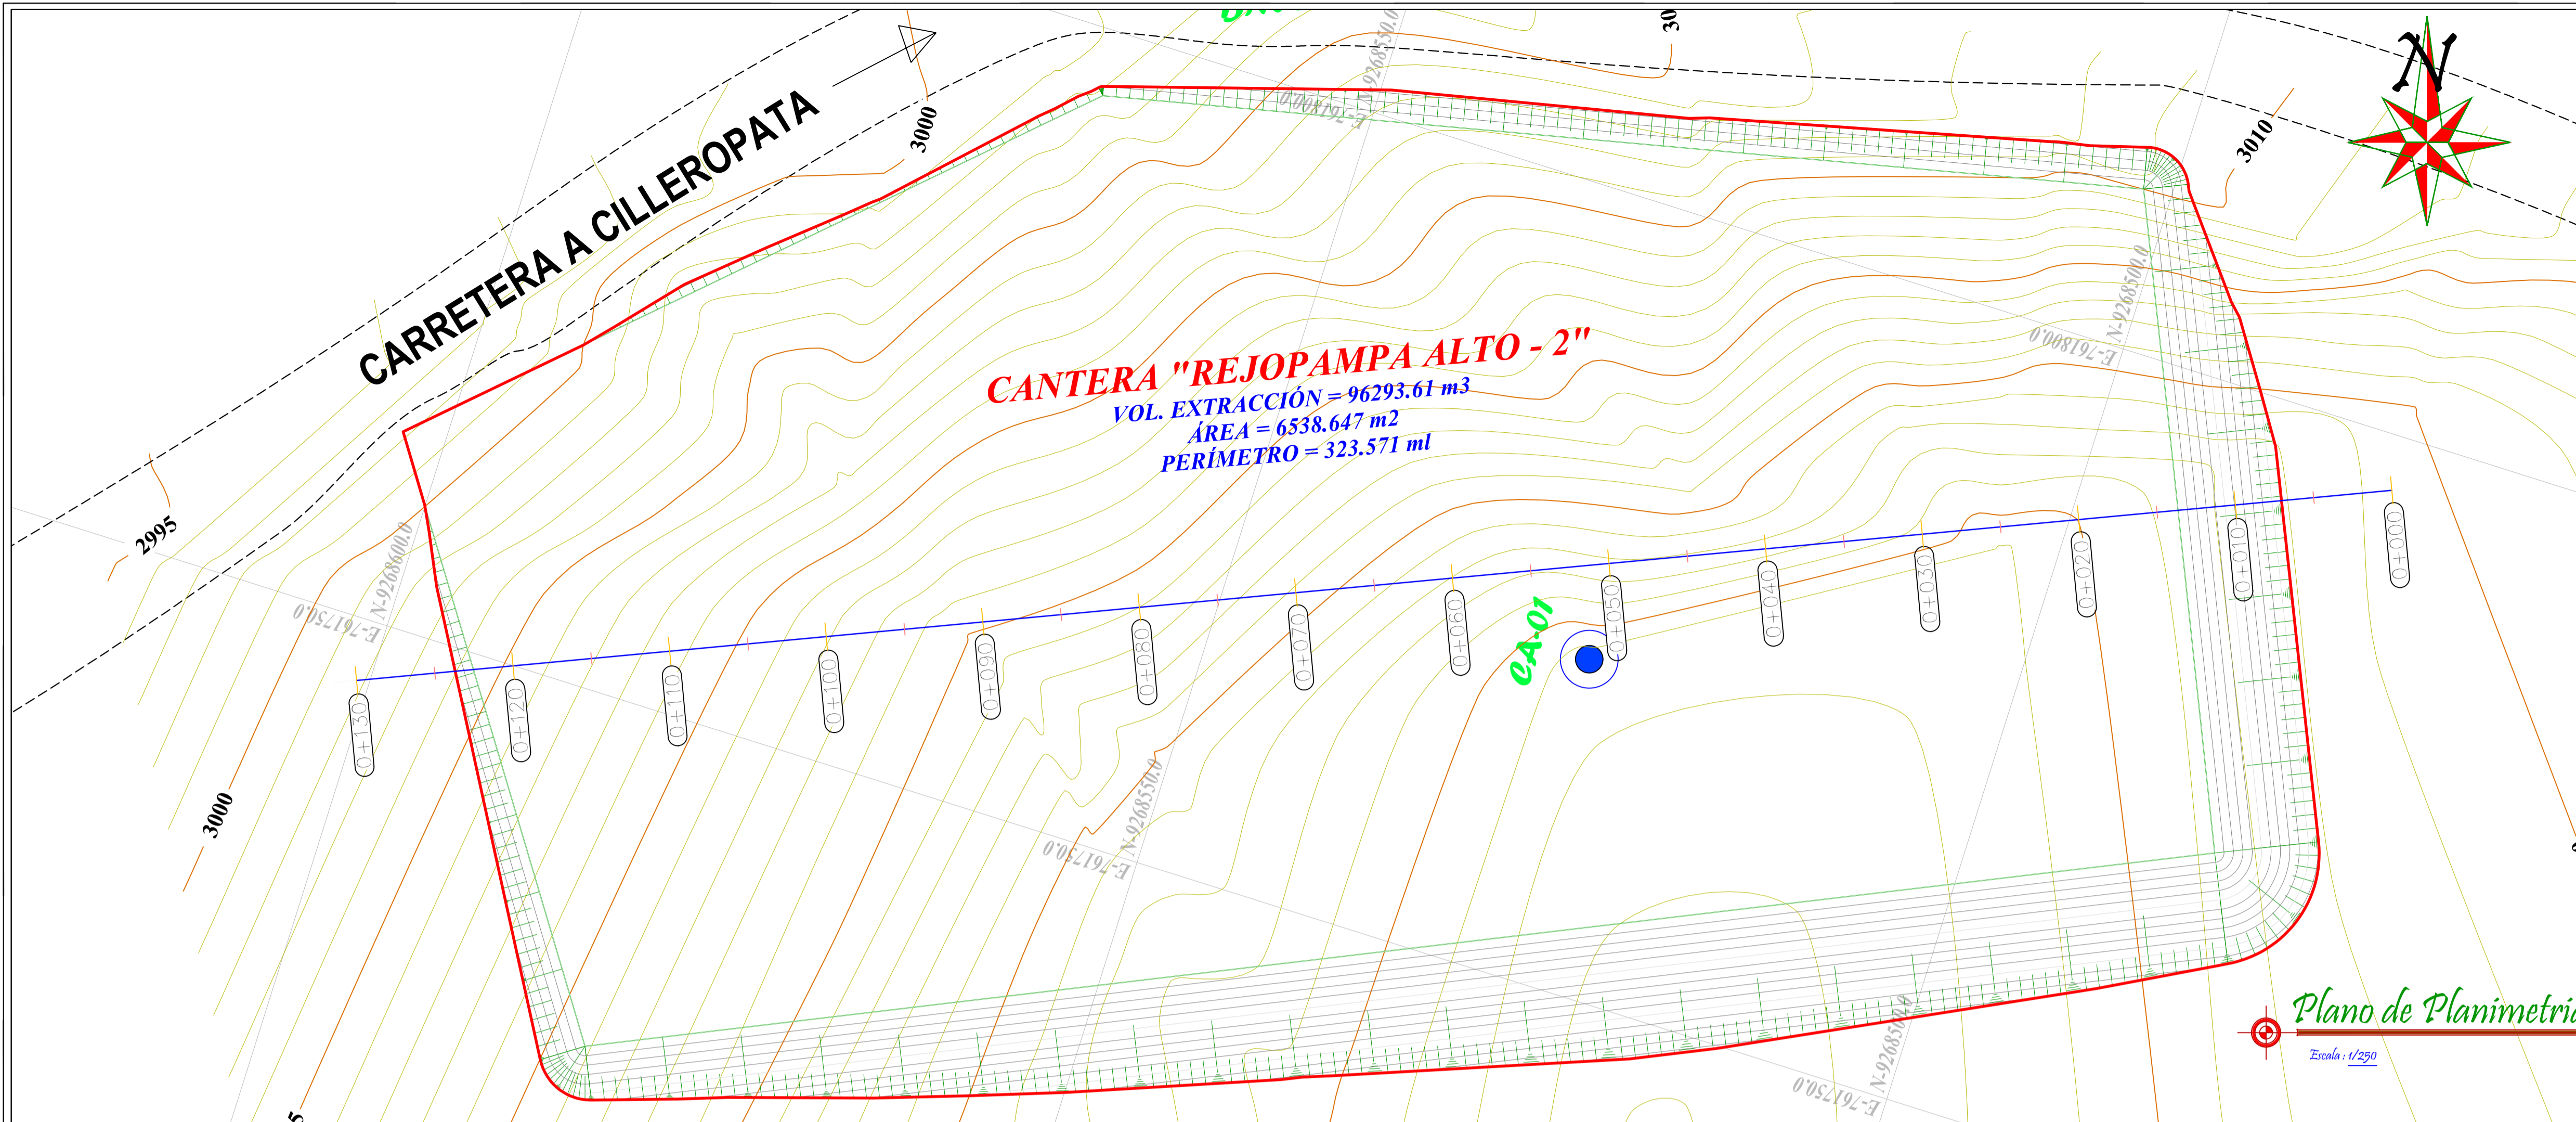 N
30
N-9268550.0
E-761800.0
CARRETERA A CILLEROPATA
3000
3010
N-9268500.0
E-761800.0
CANTERA "REJOPAMPA ALTO - 2"
VOL. EXTRACCIÓN = 96293.61 m3
ÁREA = 6538.647 m2
PERÍMETRO = 323.571 ml
2995
N-9268600.0
E-761750.0
0+130
0+120
0+110
0+100
0+090
0+080
0+070
0+060
0+050
0+040
0+030
0+020
0+010
0+000
CA-01
3000
N-9268550.0
E-761750.0
N-9268500.0
E-761750.0
5
Plano de Planimetria
Escala : 1/250